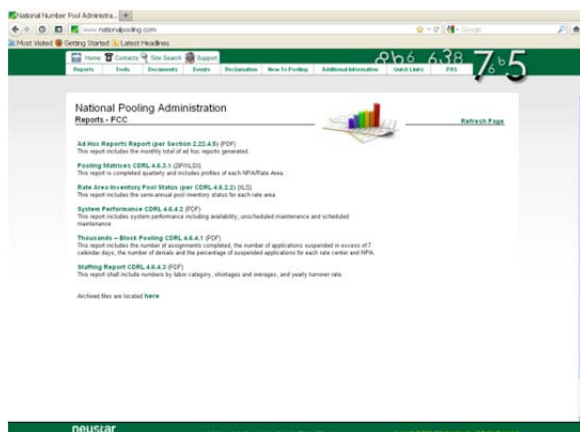 National Number Pool Administra...
www.nationalpooling.com
Google
Most Visited Getting Started Latest Headlines
Home Contacts Site Search Support
Reports Tools Documents Events Reclamation New To Pooling Additional Information Quick Links PAS
National Pooling Administration
Reports - FCC
Refresh Page
Ad Hoc Reports Report (per Section 2.22.4.5) (PDF)
This report includes the monthly total of ad hoc reports generated.
Pooling Matrices CDRL 4.6.3.1 (ZIP/XLSX)
This report is completed quarterly and includes profiles of each NPA/Rate Area.
Rate Area Inventory Pool Status (per CDRL 4.6.2.2) (XLS)
This report includes the semi-annual pool inventory status for each rate area.
System Performance CDRL 4.6.4.2 (PDF)
This report includes system performance including availability, unscheduled maintenance and scheduled
maintenance
Thousands – Block Pooling CDRL 4.6.4.1 (PDF)
This report includes the number of assignments completed, the number of applications suspended in excess of 7
calendar days, the number of denials and the percentage of suspended applications for each rate center and NPA.
Staffing Report CDRL 4.6.4.3 (PDF)
This report shall include numbers by labor category, shortages and overages, and yearly turnover rate.
Archived files are located here
neustar